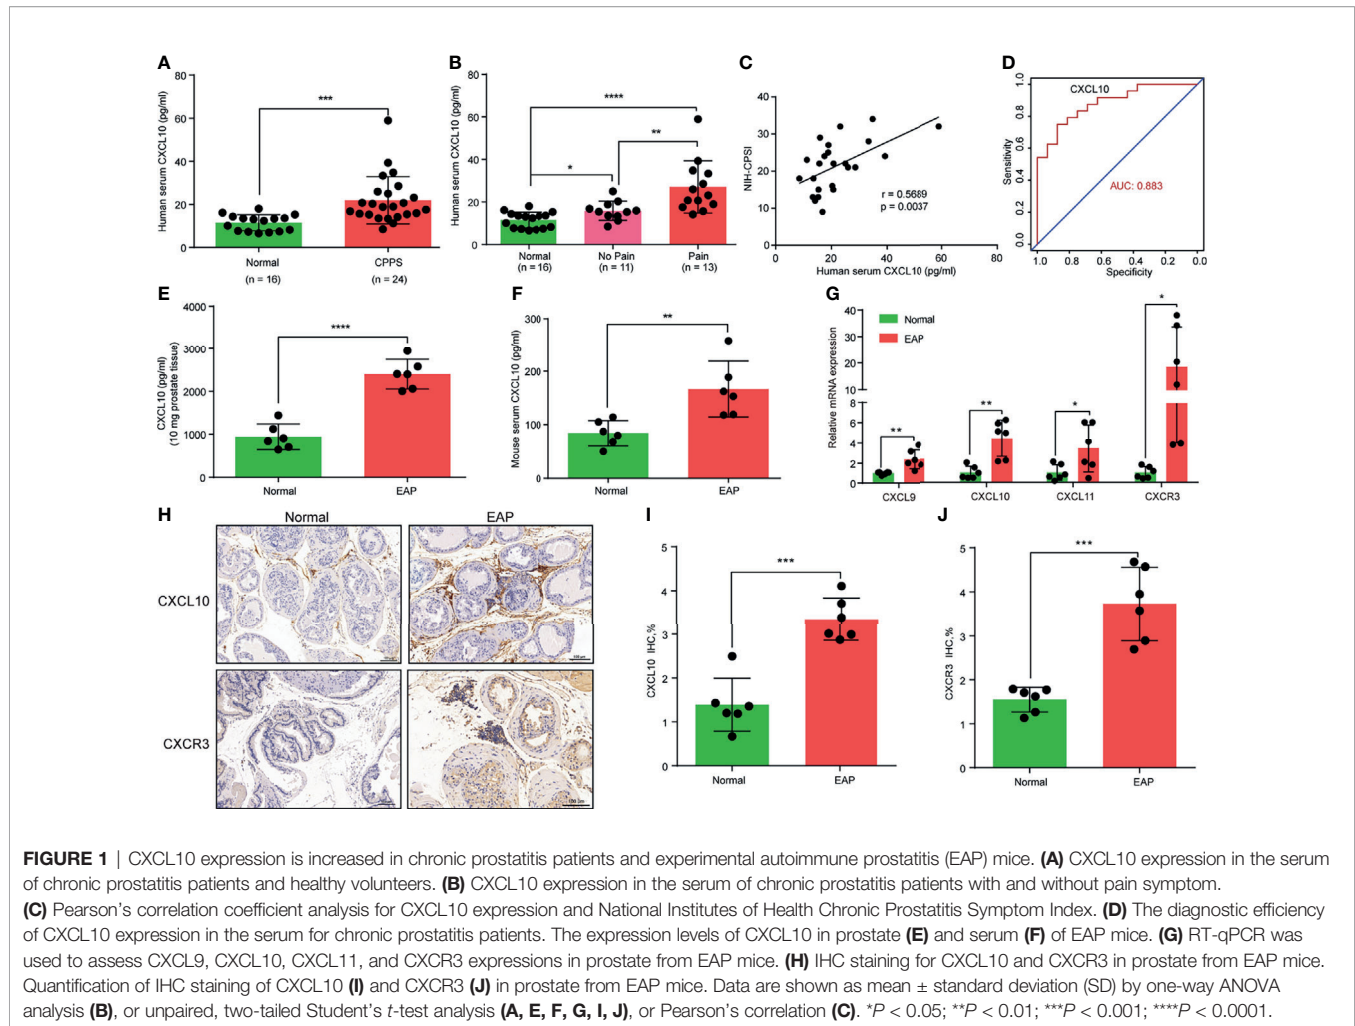 A
Human serum CXCL10 (pg/ml)
80
60
40
20
0
***
Normal
(n = 16)
CPPS
(n = 24)
B
Human serum CXCL10 (pg/ml)
80
60
40
20
0
****
**
*
Normal
(n = 16)
No Pain
(n = 11)
Pain
(n = 13)
C
NIH-CPSI
40
30
20
10
0
r = 0.5689
p = 0.0037
0 20 40 60 80
Human serum CXCL10 (pg/ml)
D
Sensitivity
1.0
0.8
0.6
0.4
0.2
0.0
CXCL10
AUC: 0.883
1.0 0.8 0.6 0.4 0.2 0.0
Specificity
E
CXCL10 (pg/ml)
(10 mg prostate tissue)
4000
3000
2000
1000
0
****
Normal
EAP
F
Mouse serum CXCL10 (pg/ml)
300
200
100
0
**
Normal
EAP
G
Relative mRNA expression
40
30
20
10
8
6
4
2
0
Normal
EAP
**
**
*
*
CXCL9
CXCL10
CXCL11
CXCR3
H
Normal
EAP
CXCL10
CXCR3
100 μm
I
CXCL10 IHC,%
5
4
3
2
1
0
***
Normal
EAP
J
CXCR3 IHC,%
5
4
3
2
1
0
***
Normal
EAP
FIGURE 1 | CXCL10 expression is increased in chronic prostatitis patients and experimental autoimmune prostatitis (EAP) mice. (A) CXCL10 expression in the serum
of chronic prostatitis patients and healthy volunteers. (B) CXCL10 expression in the serum of chronic prostatitis patients with and without pain symptom.
(C) Pearson's correlation coefficient analysis for CXCL10 expression and National Institutes of Health Chronic Prostatitis Symptom Index. (D) The diagnostic efficiency
of CXCL10 expression in the serum for chronic prostatitis patients. The expression levels of CXCL10 in prostate (E) and serum (F) of EAP mice. (G) RT-qPCR was
used to assess CXCL9, CXCL10, CXCL11, and CXCR3 expressions in prostate from EAP mice. (H) IHC staining for CXCL10 and CXCR3 in prostate from EAP mice.
Quantification of IHC staining of CXCL10 (I) and CXCR3 (J) in prostate from EAP mice. Data are shown as mean ± standard deviation (SD) by one-way ANOVA
analysis (B), or unpaired, two-tailed Student's t-test analysis (A, E, F, G, I, J), or Pearson's correlation (C). *P < 0.05; **P < 0.01; ***P < 0.001; ****P < 0.0001.